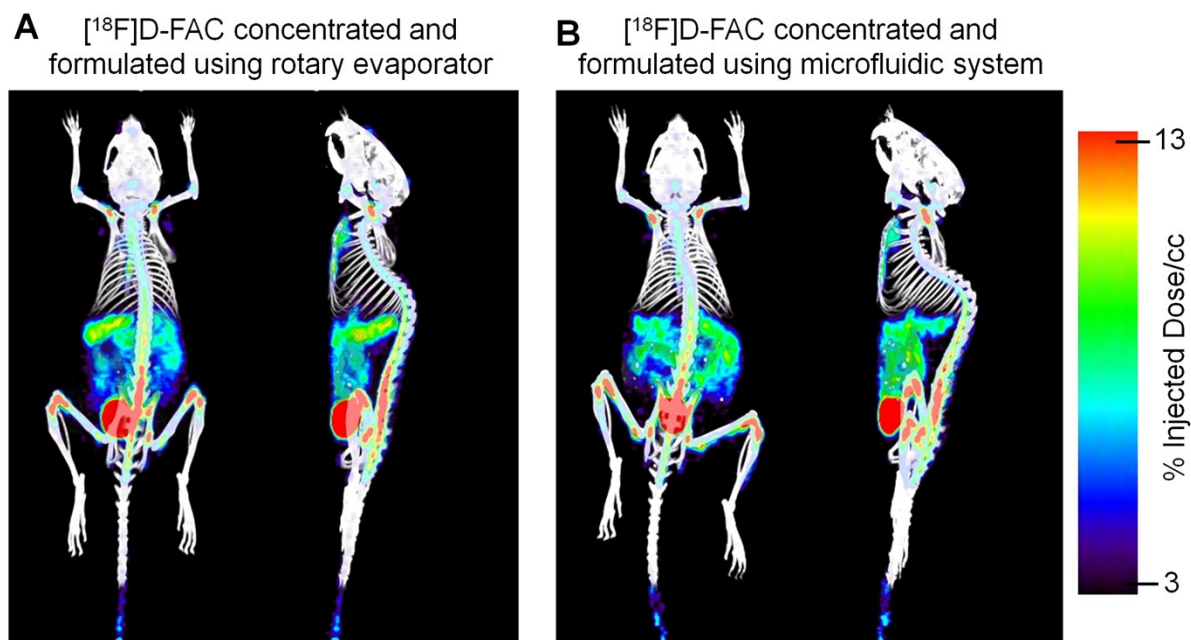 A
[¹⁸F]D-FAC concentrated and
formulated using rotary evaporator
B
[¹⁸F]D-FAC concentrated and
formulated using microfluidic system
13
% Injected Dose/cc
3